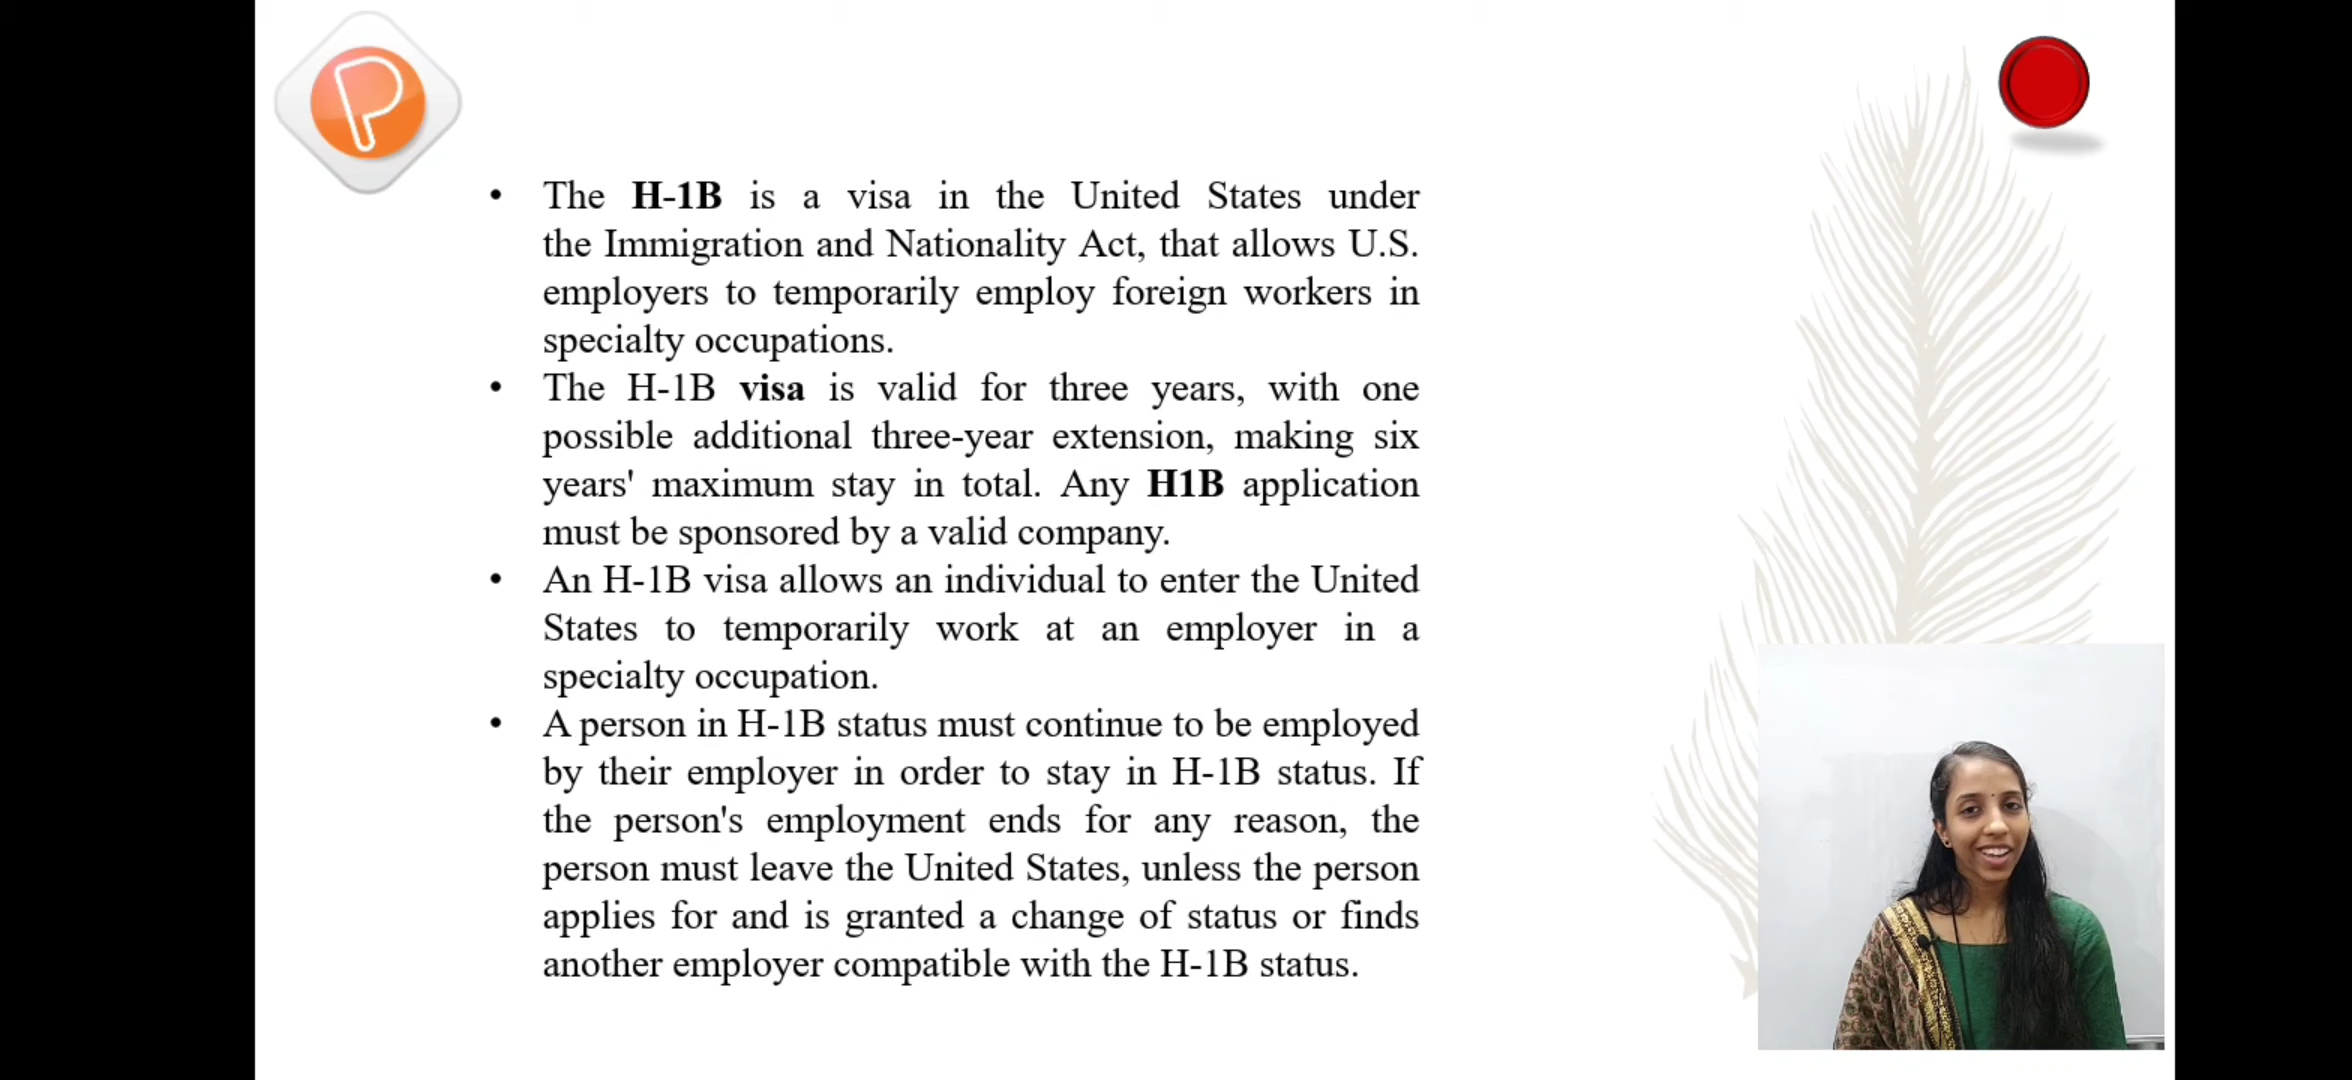 The H-1B is a visa in the United States under
the Immigration and Nationality Act, that allows U.S.
employers to temporarily employ foreign workers in
specialty occupations.
The H-1B visa is valid for three years, with one
possible additional three-year extension, making six
years' maximum stay in total. Any H1B application
must be sponsored by a valid company.
An H-1B visa allows an individual to enter the United
States to temporarily work at an employer in a
specialty occupation.
A person in H-1B status must continue to be employed
by their employer in order to stay in H-1B status. If
the person's employment ends for any reason, the
person must leave the United States, unless the person
applies for and is granted a change of status or finds
another employer compatible with the H-1B status.